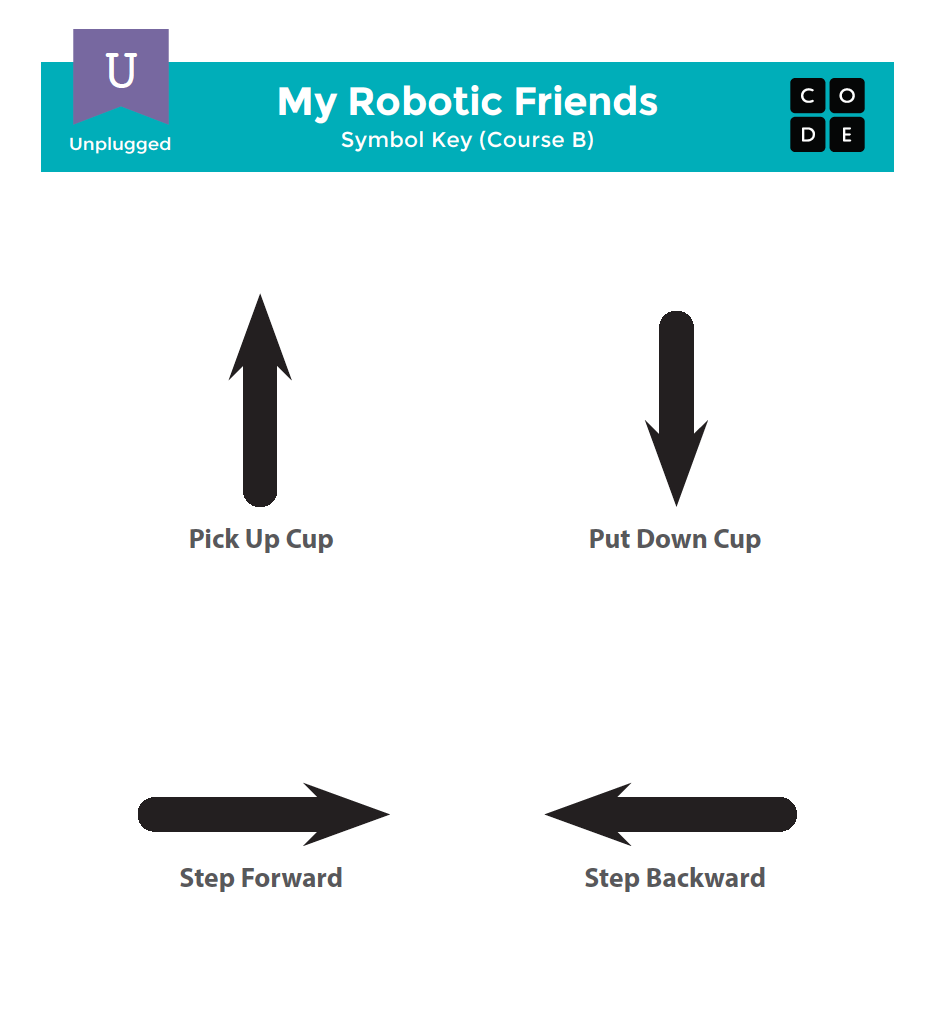 U
Unplugged
My Robotic Friends
Symbol Key (Course B)
C O
D E
Pick Up Cup
Put Down Cup
Step Forward
Step Backward